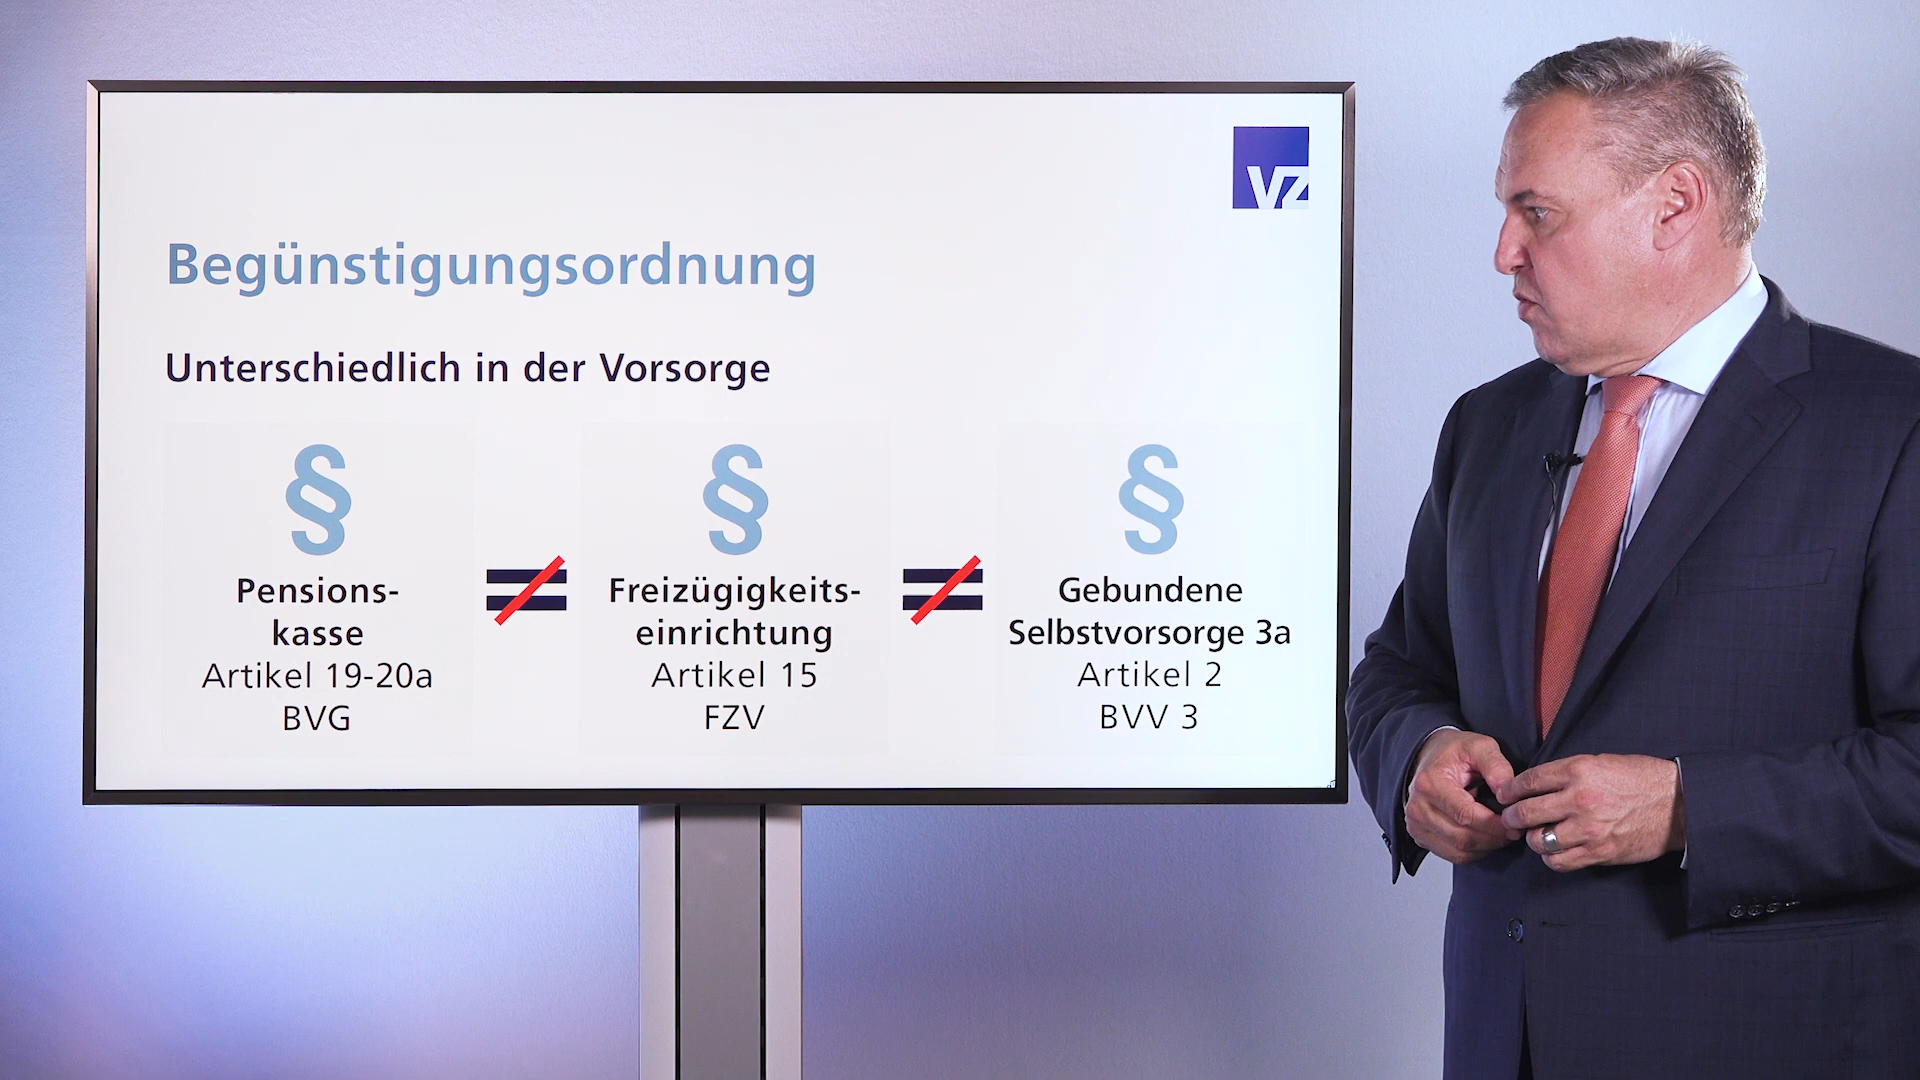 VZ
Begünstigungsordnung
Unterschiedlich in der Vorsorge
§
§
§
Pensions-
kasse
Artikel 19-20a
BVG
≠
Freizügigkeits-
einrichtung
Artikel 15
FZV
≠
Gebundene
Selbstvorsorge 3a
Artikel 2
BVV 3